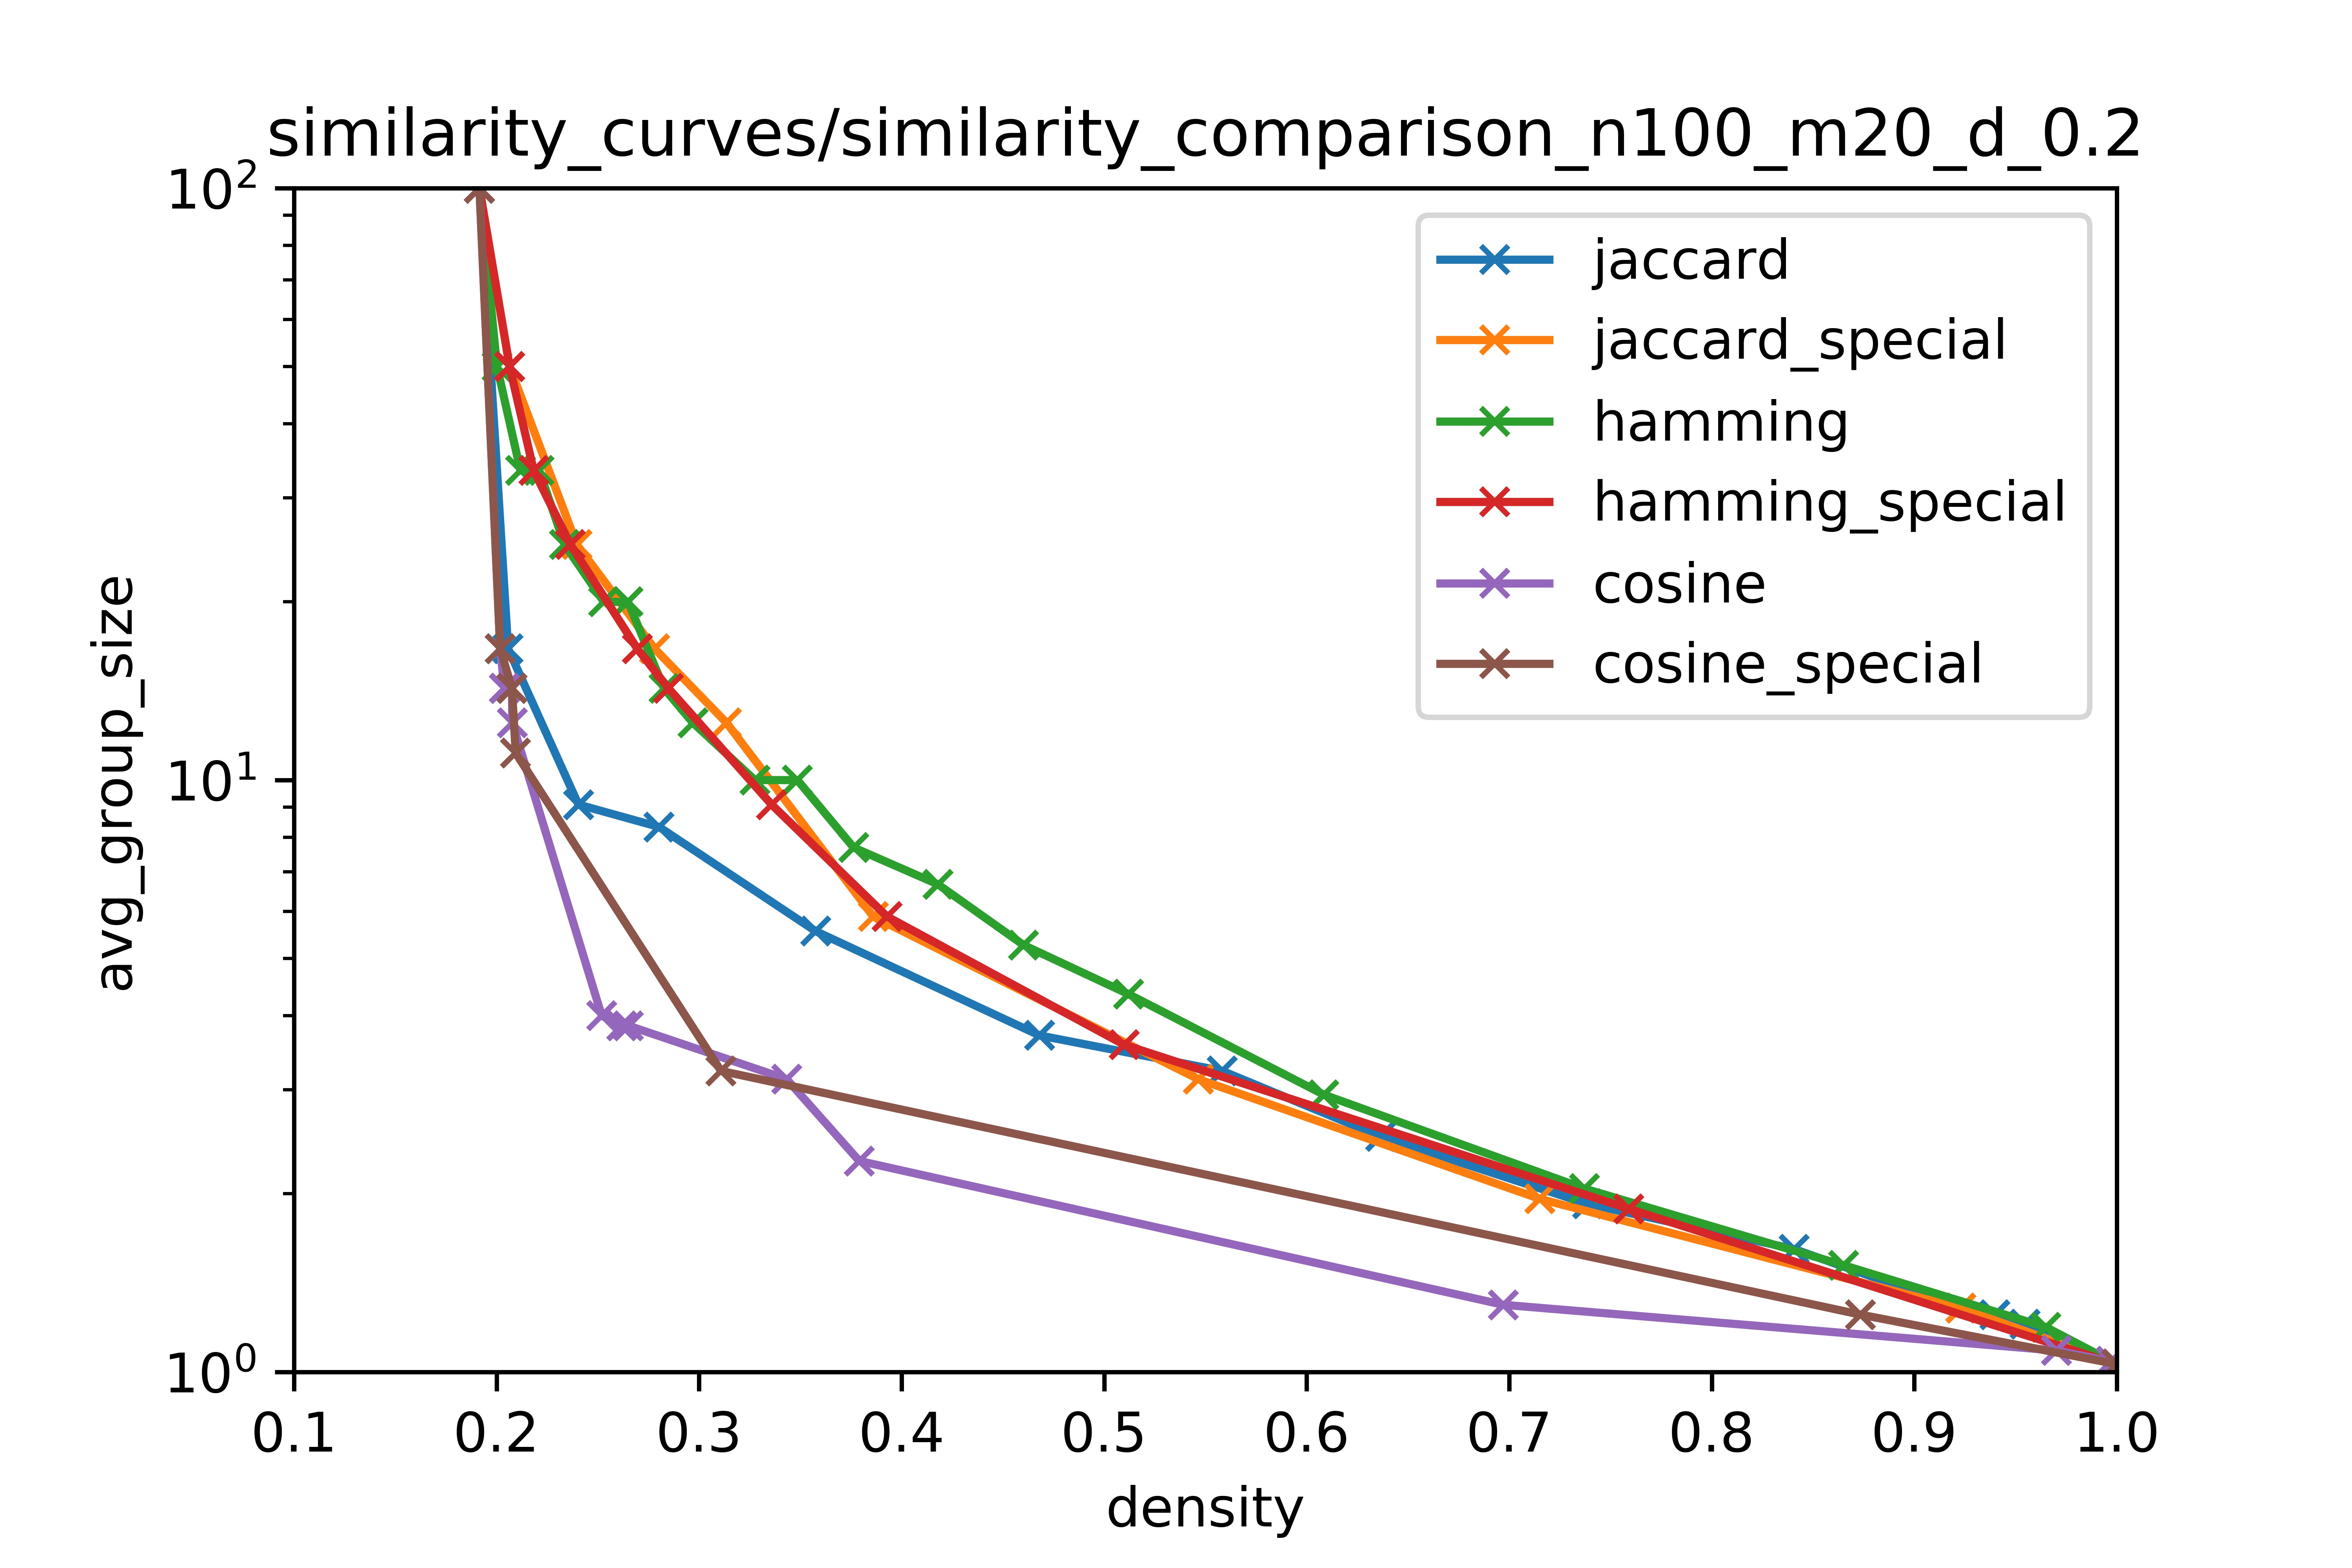 similarity_curves/similarity_comparison_n100_m20_d_0.2
10²
10¹
10⁰
avg_group_size
jaccard
jaccard_special
hamming
hamming_special
cosine
cosine_special
0.1 0.2 0.3 0.4 0.5 0.6 0.7 0.8 0.9 1.0
density